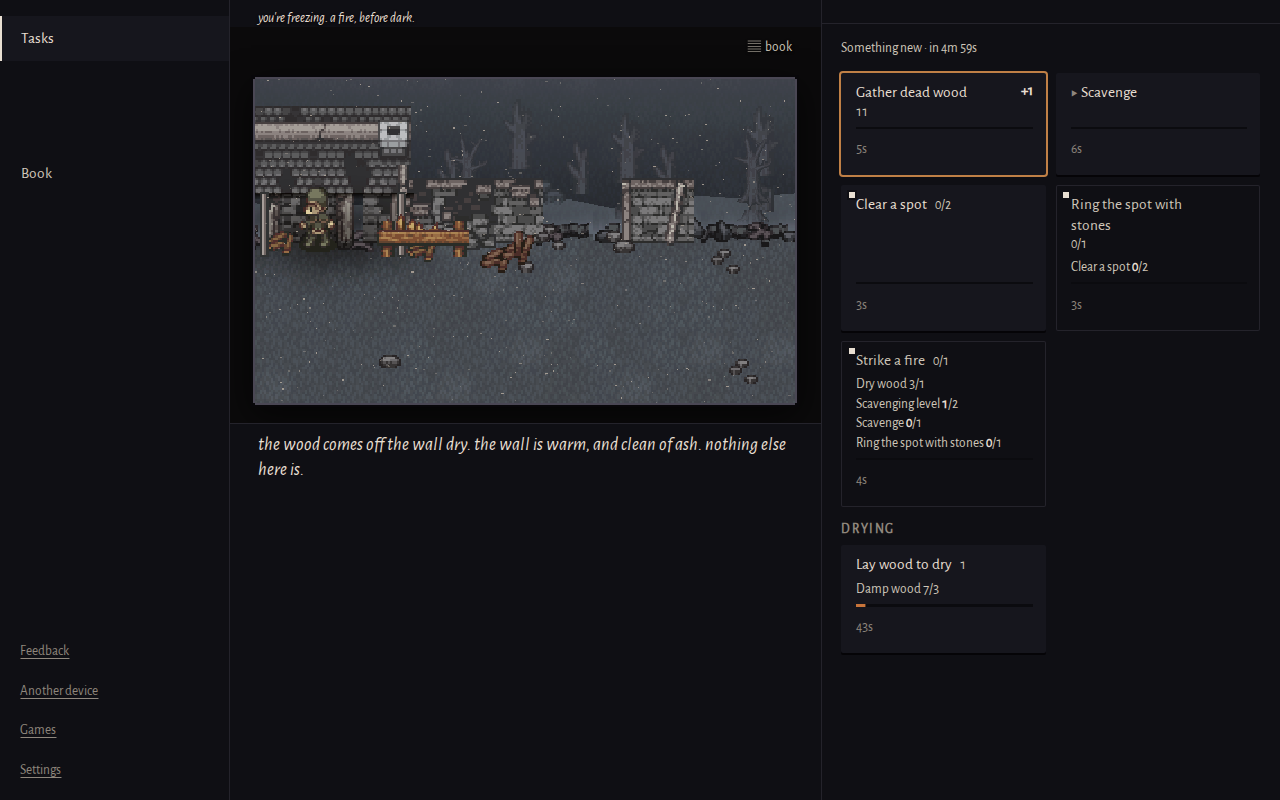 Tasks
Book
Feedback
Another device
Games
Settings
you're freezing. a fire, before dark.
book
the wood comes off the wall dry. the wall is warm, and clean of ash. nothing else
here is.
Something new · in 4m 59s
Gather dead wood +1
11
5s
▸ Scavenge
6s
Clear a spot 0/2
3s
Ring the spot with
stones
0/1
Clear a spot 0/2
3s
Strike a fire 0/1
Dry wood 3/1
Scavenging level 1/2
Scavenge 0/1
Ring the spot with stones 0/1
4s
DRYING
Lay wood to dry 1
Damp wood 7/3
43s